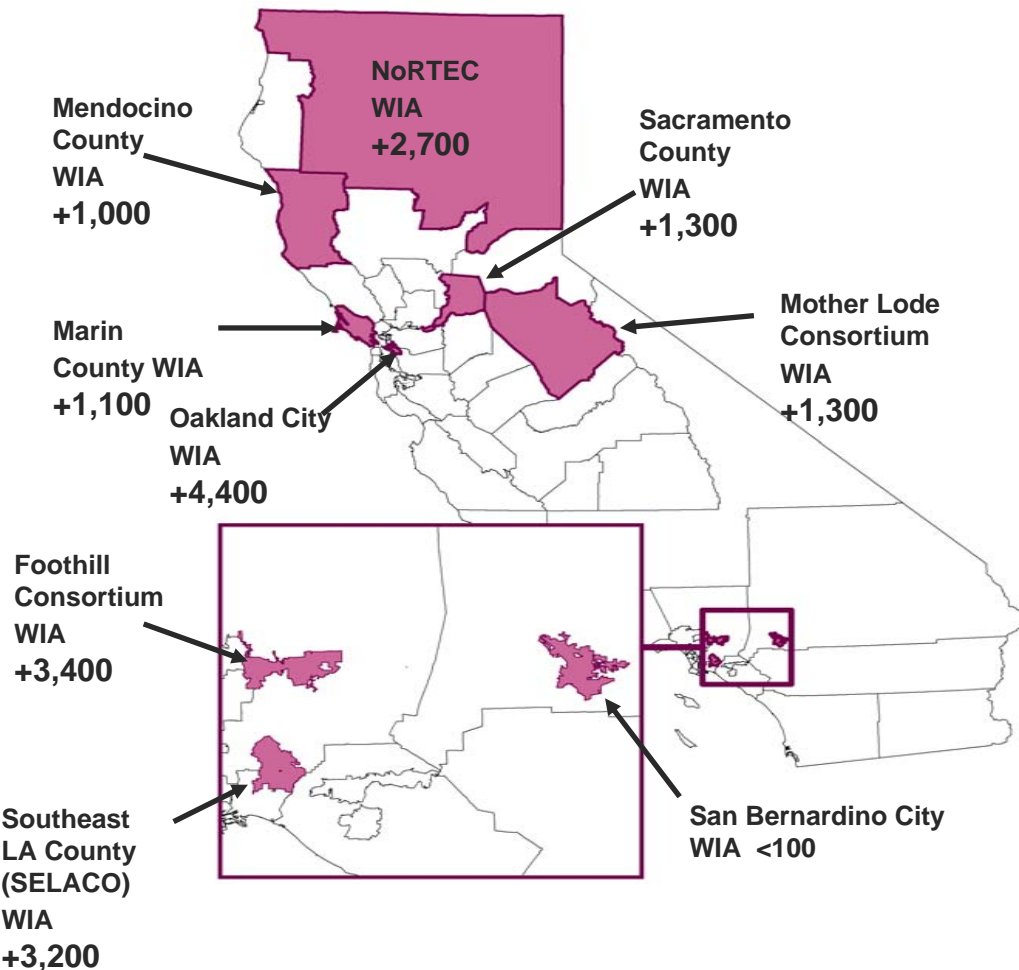 NoRTEC
WIA
+2,700
Mendocino
County
WIA
+1,000
Sacramento
County
WIA
+1,300
Mother Lode
Consortium
WIA
+1,300
Marin
County WIA
+1,100
Oakland City
WIA
+4,400
Foothill
Consortium
WIA
+3,400
San Bernardino City
WIA <100
Southeast
LA County
(SELACO)
WIA
+3,200